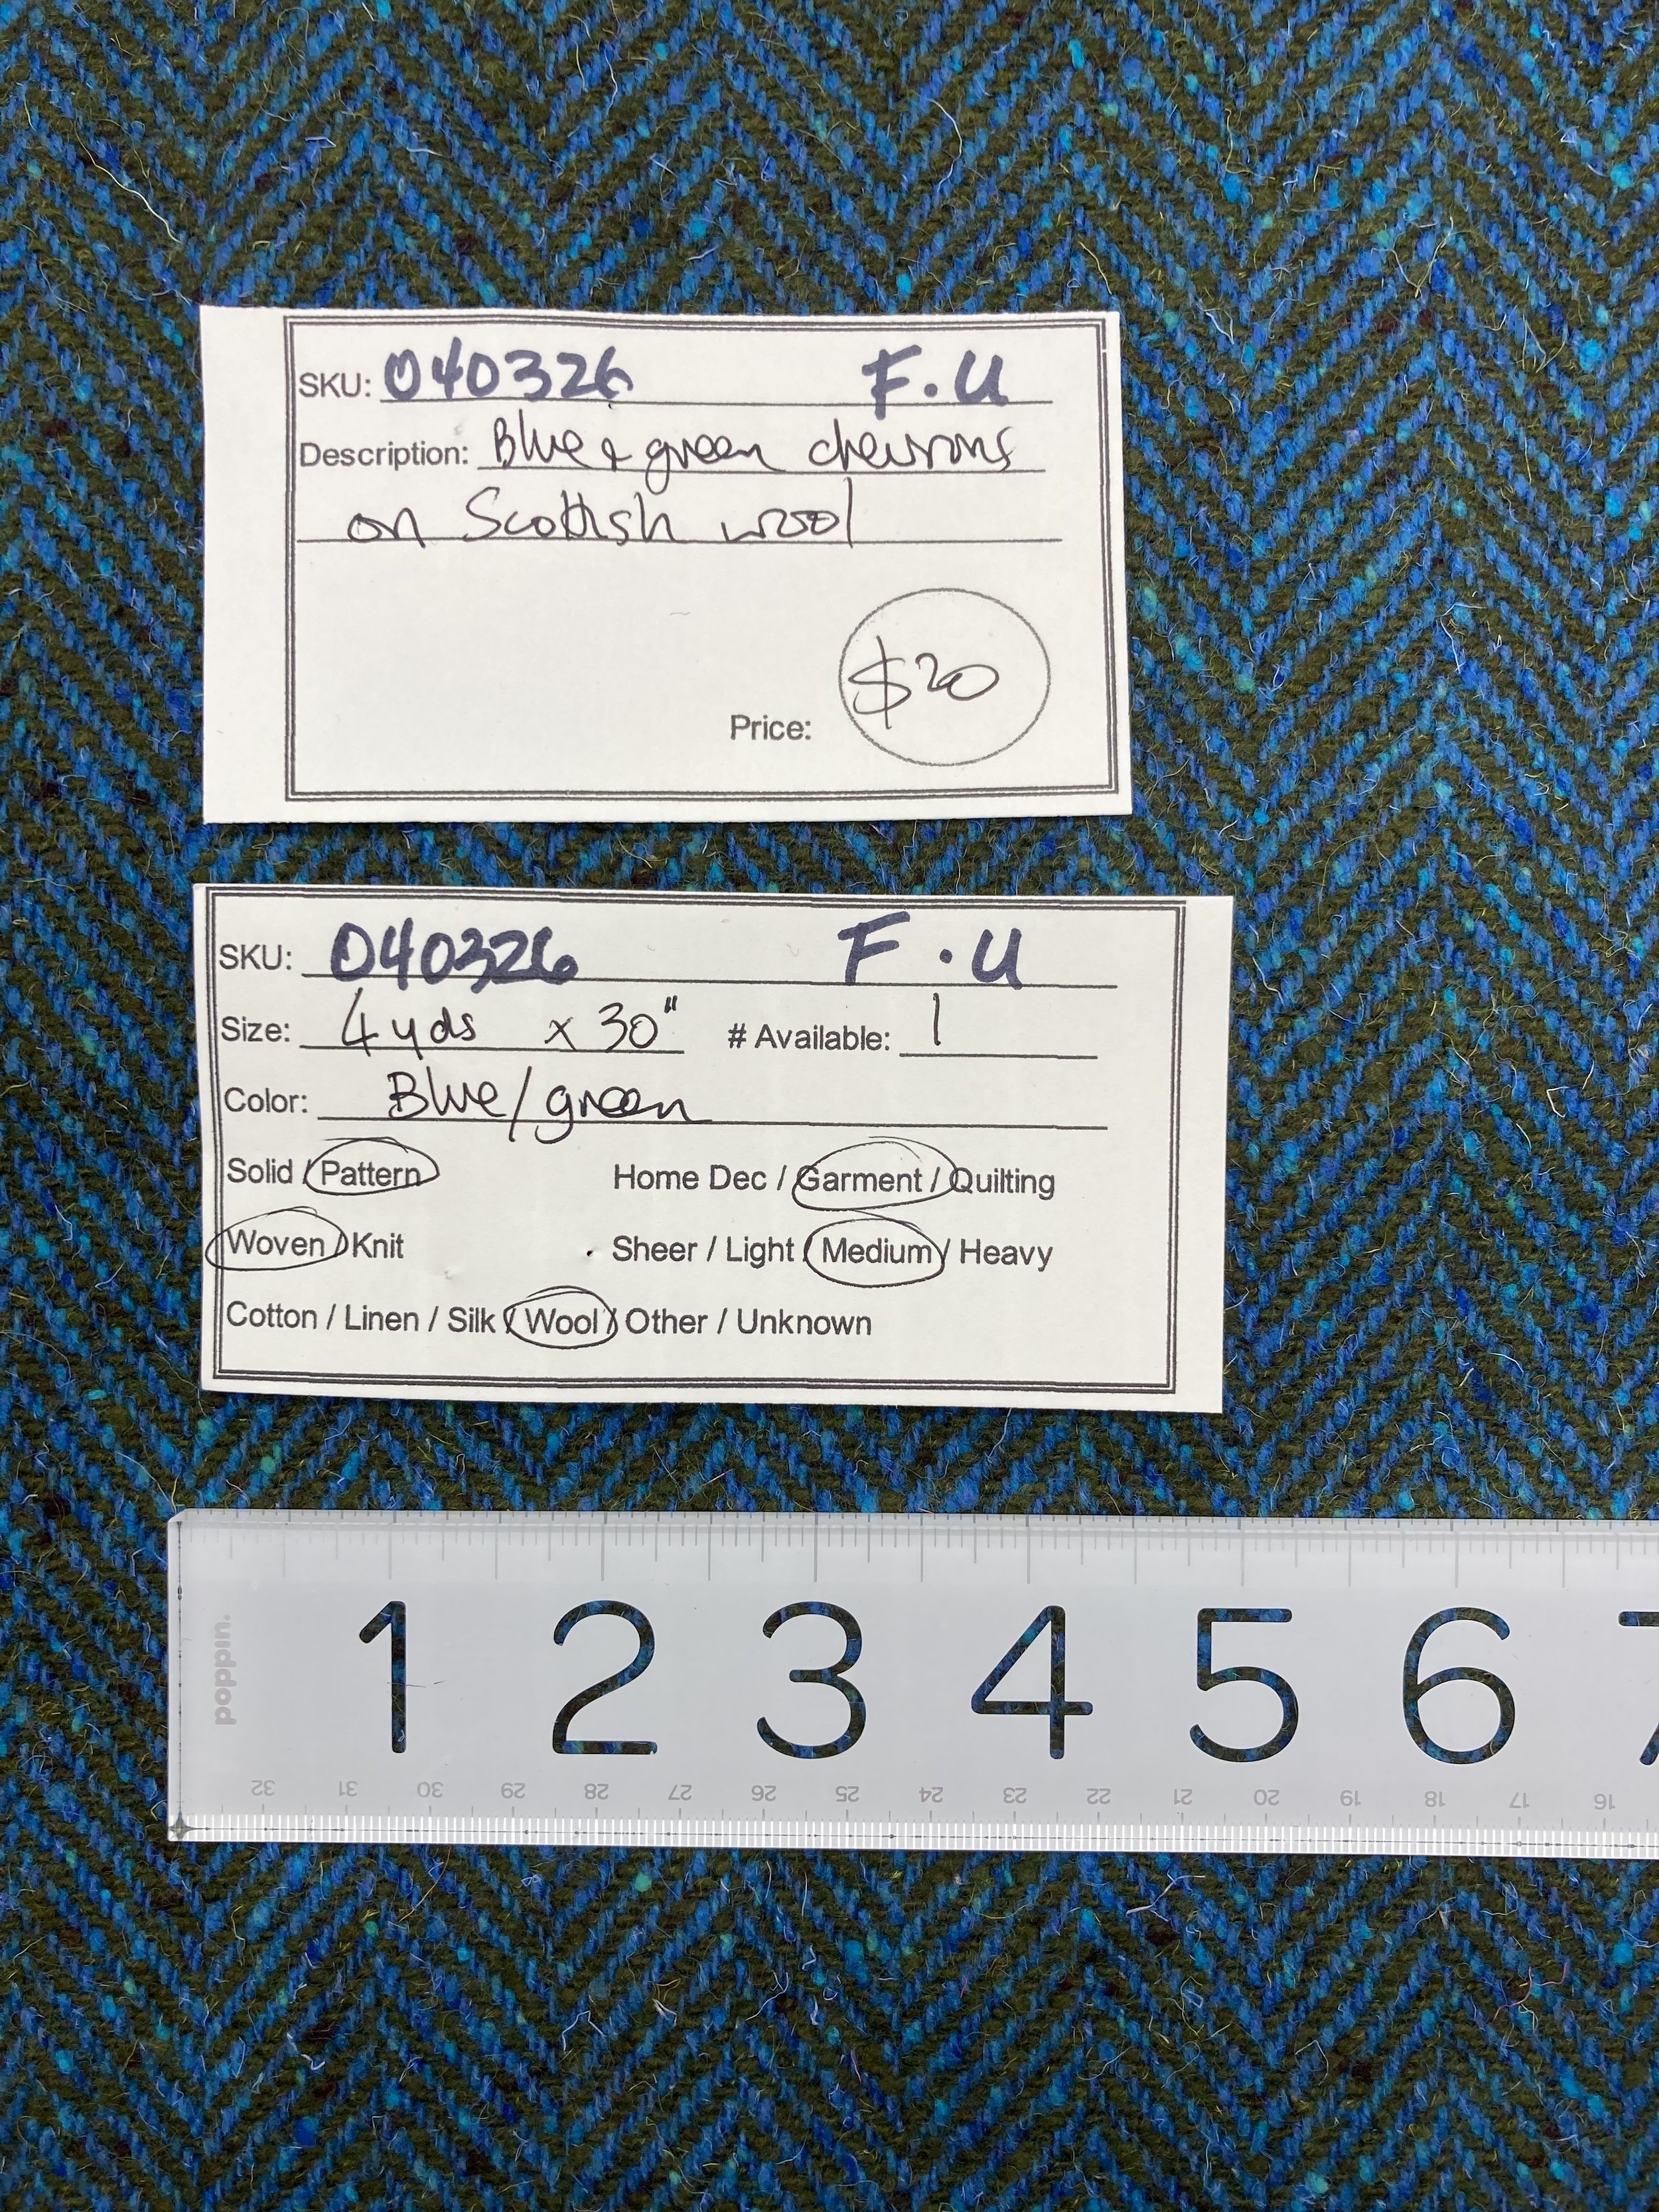 SKU: 040326 F.U
Description: Blue & green chevrons
on Scottish wool
$20
Price:
SKU: 040326 F.U
Size: 4 yds x 30" # Available: 1
Color: Blue/green
Solid / Pattern Home Dec / Garment / Quilting
Woven / Knit Sheer / Light / Medium / Heavy
Cotton / Linen / Silk / Wool / Other / Unknown
poppin.
1 2 3 4 5 6 7
32 31 30 29 28 27 26 25 24 23 22 21 20 19 18 17 16